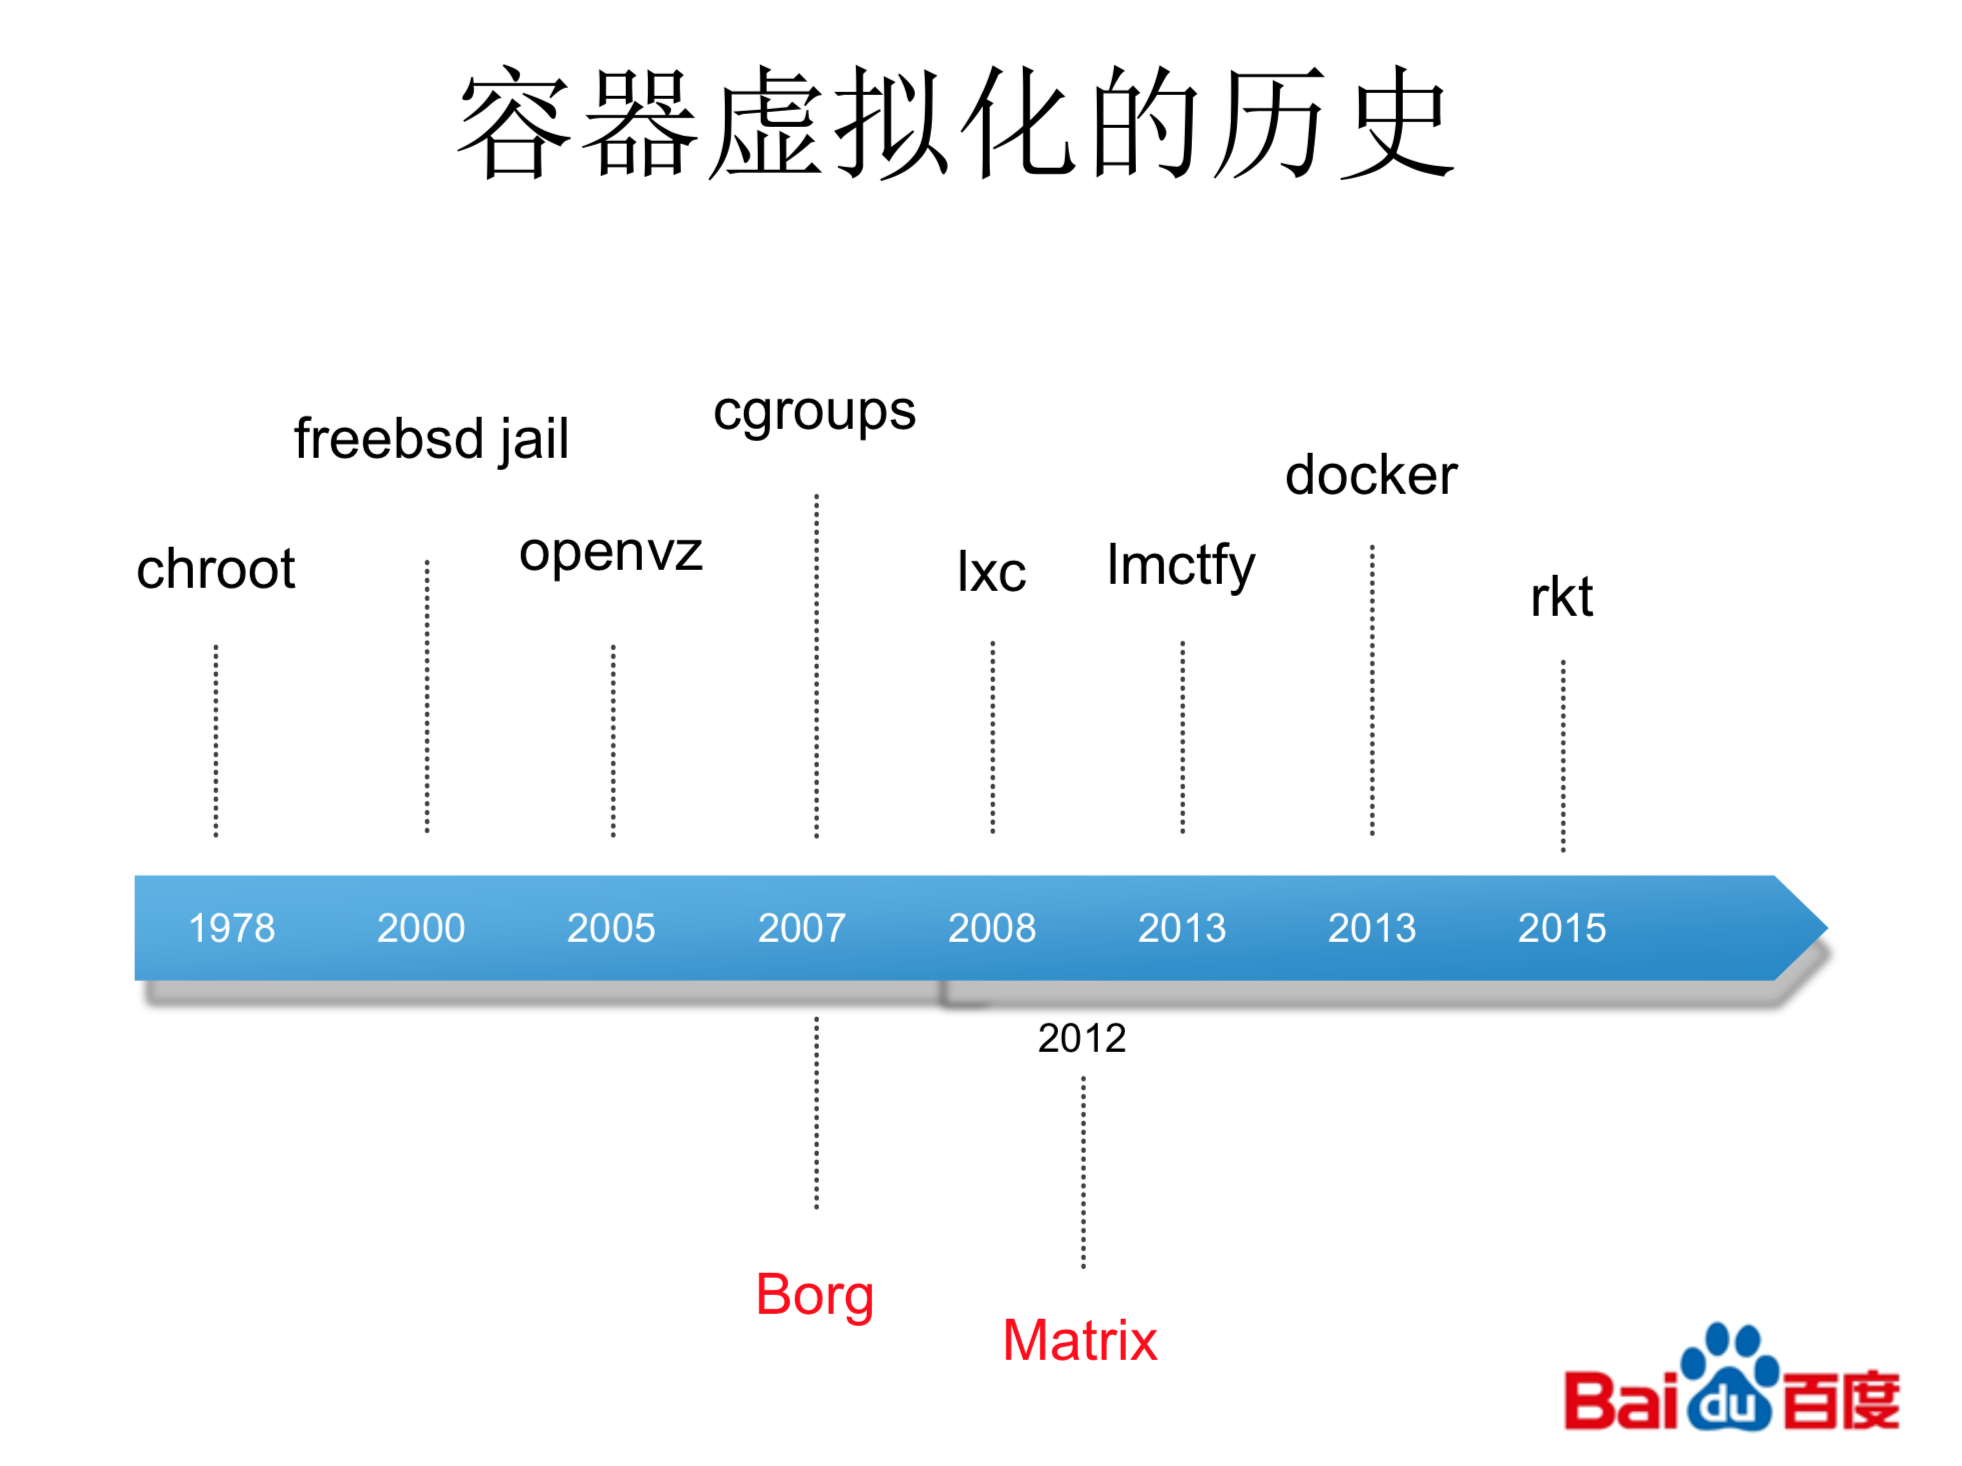 容器虚拟化的历史
cgroups
freebsd jail
docker
openvz
chroot
lxc
lmctfy
rkt
1978 2000 2005 2007 2008 2013 2013 2015
2012
Borg
Matrix
Bai du 百度